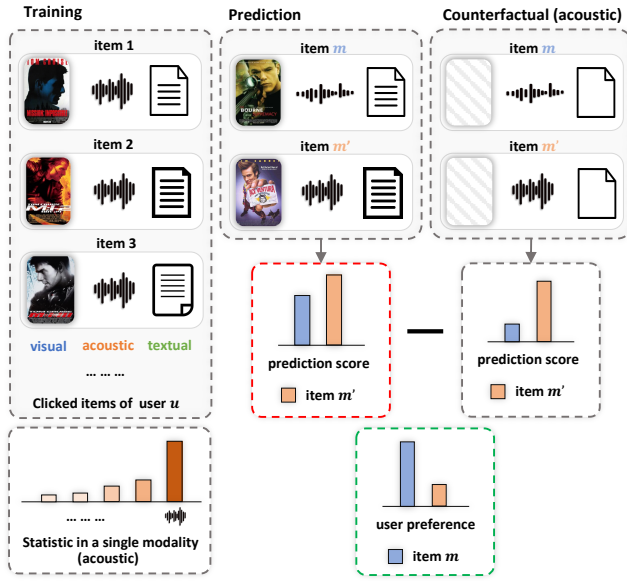 Training
item 1
item 2
item 3
visual acoustic textual
... ... ...
Clicked items of user u
... ... ...
Statistic in a single modality
(acoustic)
Prediction
item m
BOURNE
item m'
prediction score
item m'
Counterfactual (acoustic)
item m
item m'
prediction score
item m'
user preference
item m